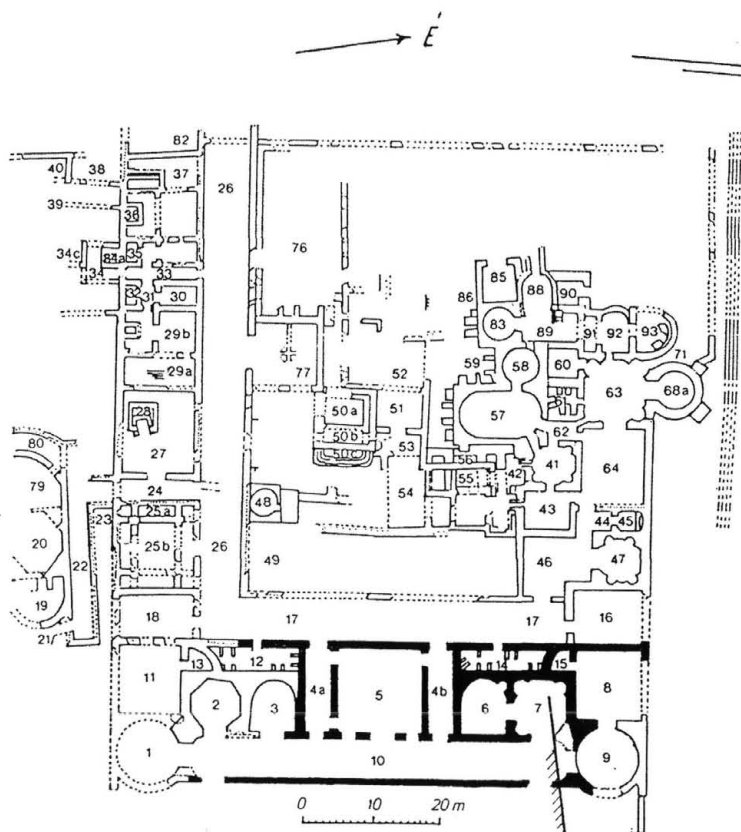 É
82
40 38 37
39 36 26
34c 84a 35 76
34 33
32 31 30
29b
29a
85 88 90
86
83 89 91 92 93
59 58 60 71
77 52 63 68a
28 50a 51 57 61
27 50b 53 62
80 50c 56 41 64
79 24 54 55 42
23 25a 48 43 44 45
20 25b 46 47
22 26 49
19
18 17 17 16
21
13 12 14 15
11 4a 5 4b 8
2 3 6 7
1 10 9
0 10 20 m